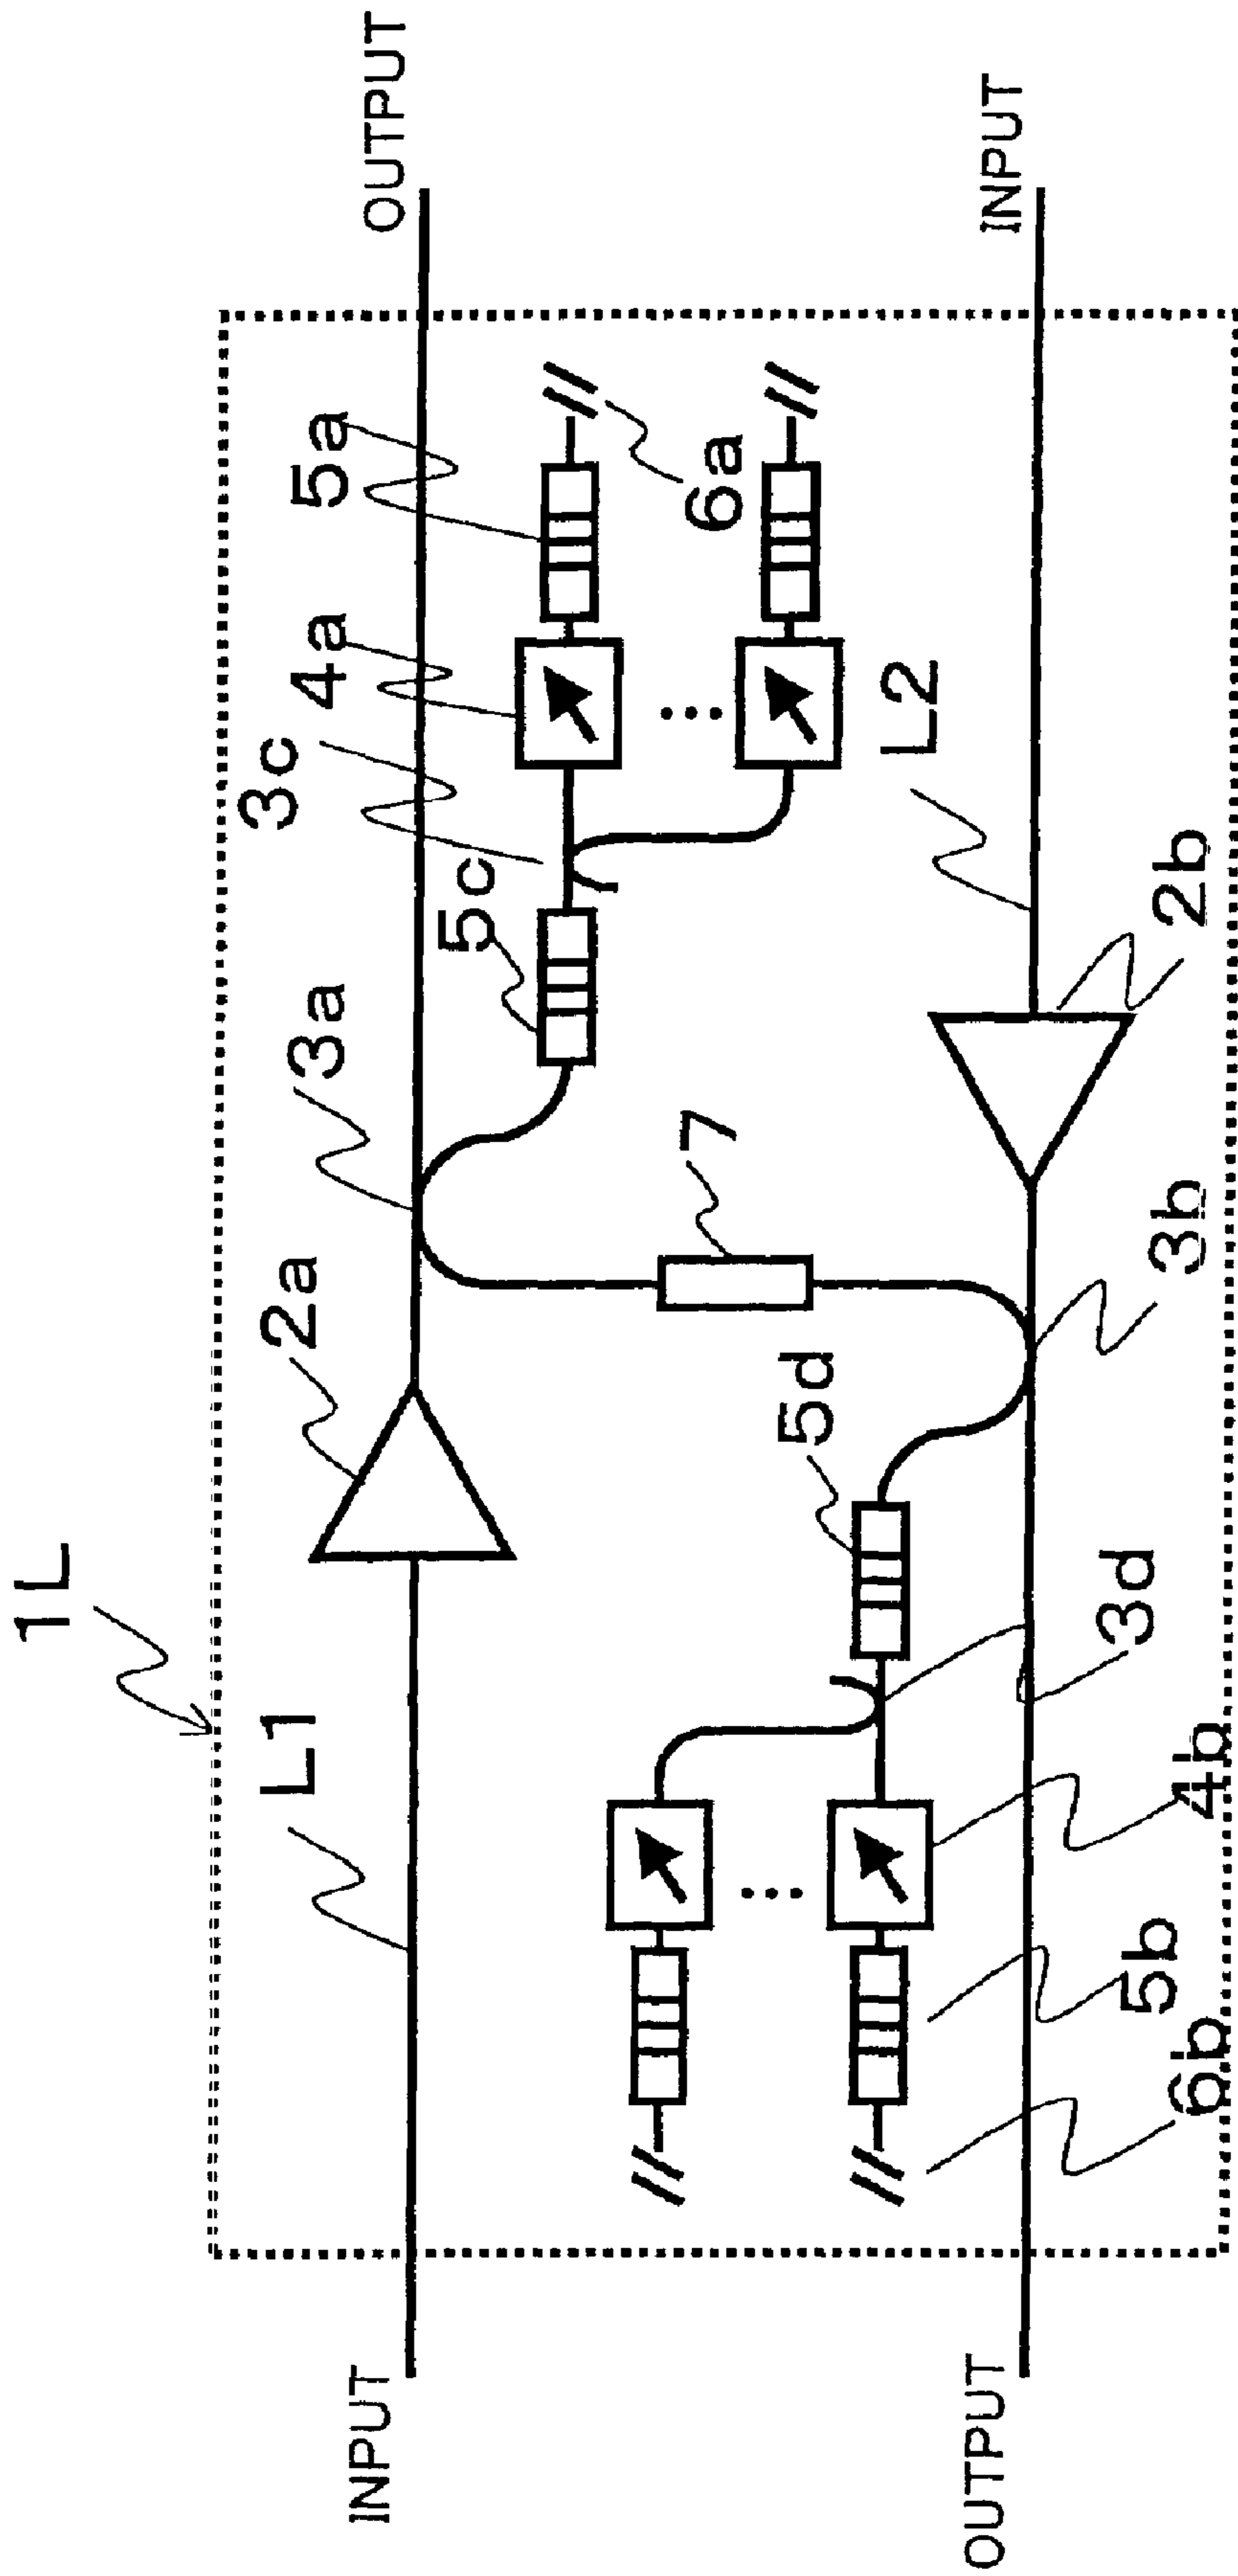 1L
INPUT
L1
2a
3a
5c
3c
4a
5a
OUTPUT
6a
7
L2
5d
INPUT
2b
3b
3d
4b
5b
6b
OUTPUT